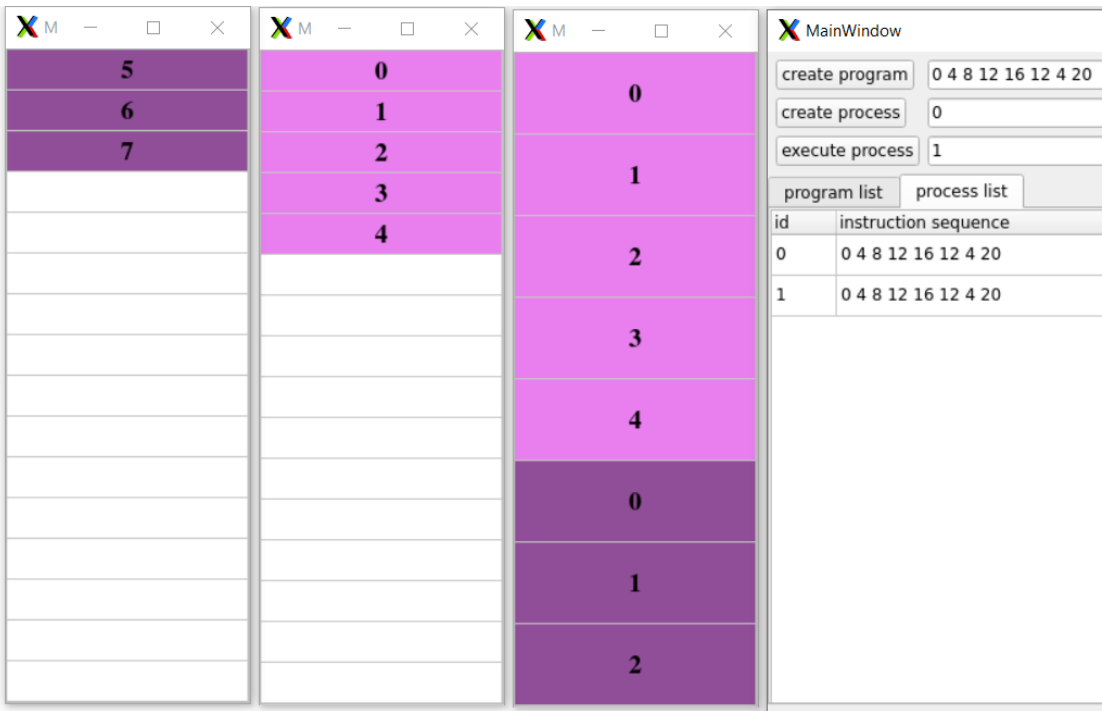 M
5
6
7
M
0
1
2
3
4
M
0
1
2
3
4
0
1
2
MainWindow
create program 0 4 8 12 16 12 4 20
create process 0
execute process 1
program list process list
id instruction sequence
0 0 4 8 12 16 12 4 20
1 0 4 8 12 16 12 4 20